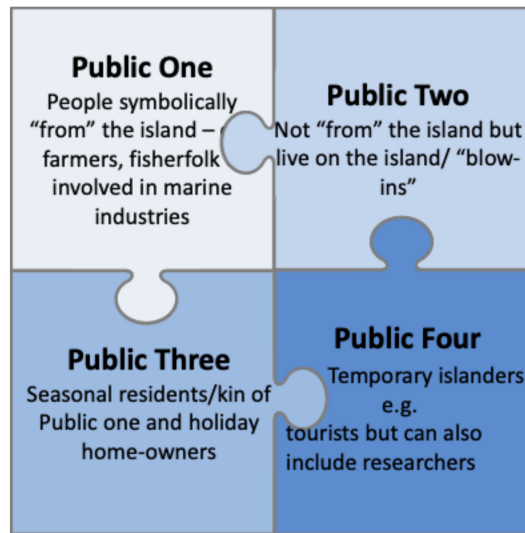 Public One
People symbolically
“from” the island –
farmers, fisherfolk
involved in marine
industries
Public Two
Not “from” the island but
live on the island/ “blow-
ins”
Public Three
Seasonal residents/kin of
Public one and holiday
home-owners
Public Four
Temporary islanders
e.g.
tourists but can also
include researchers